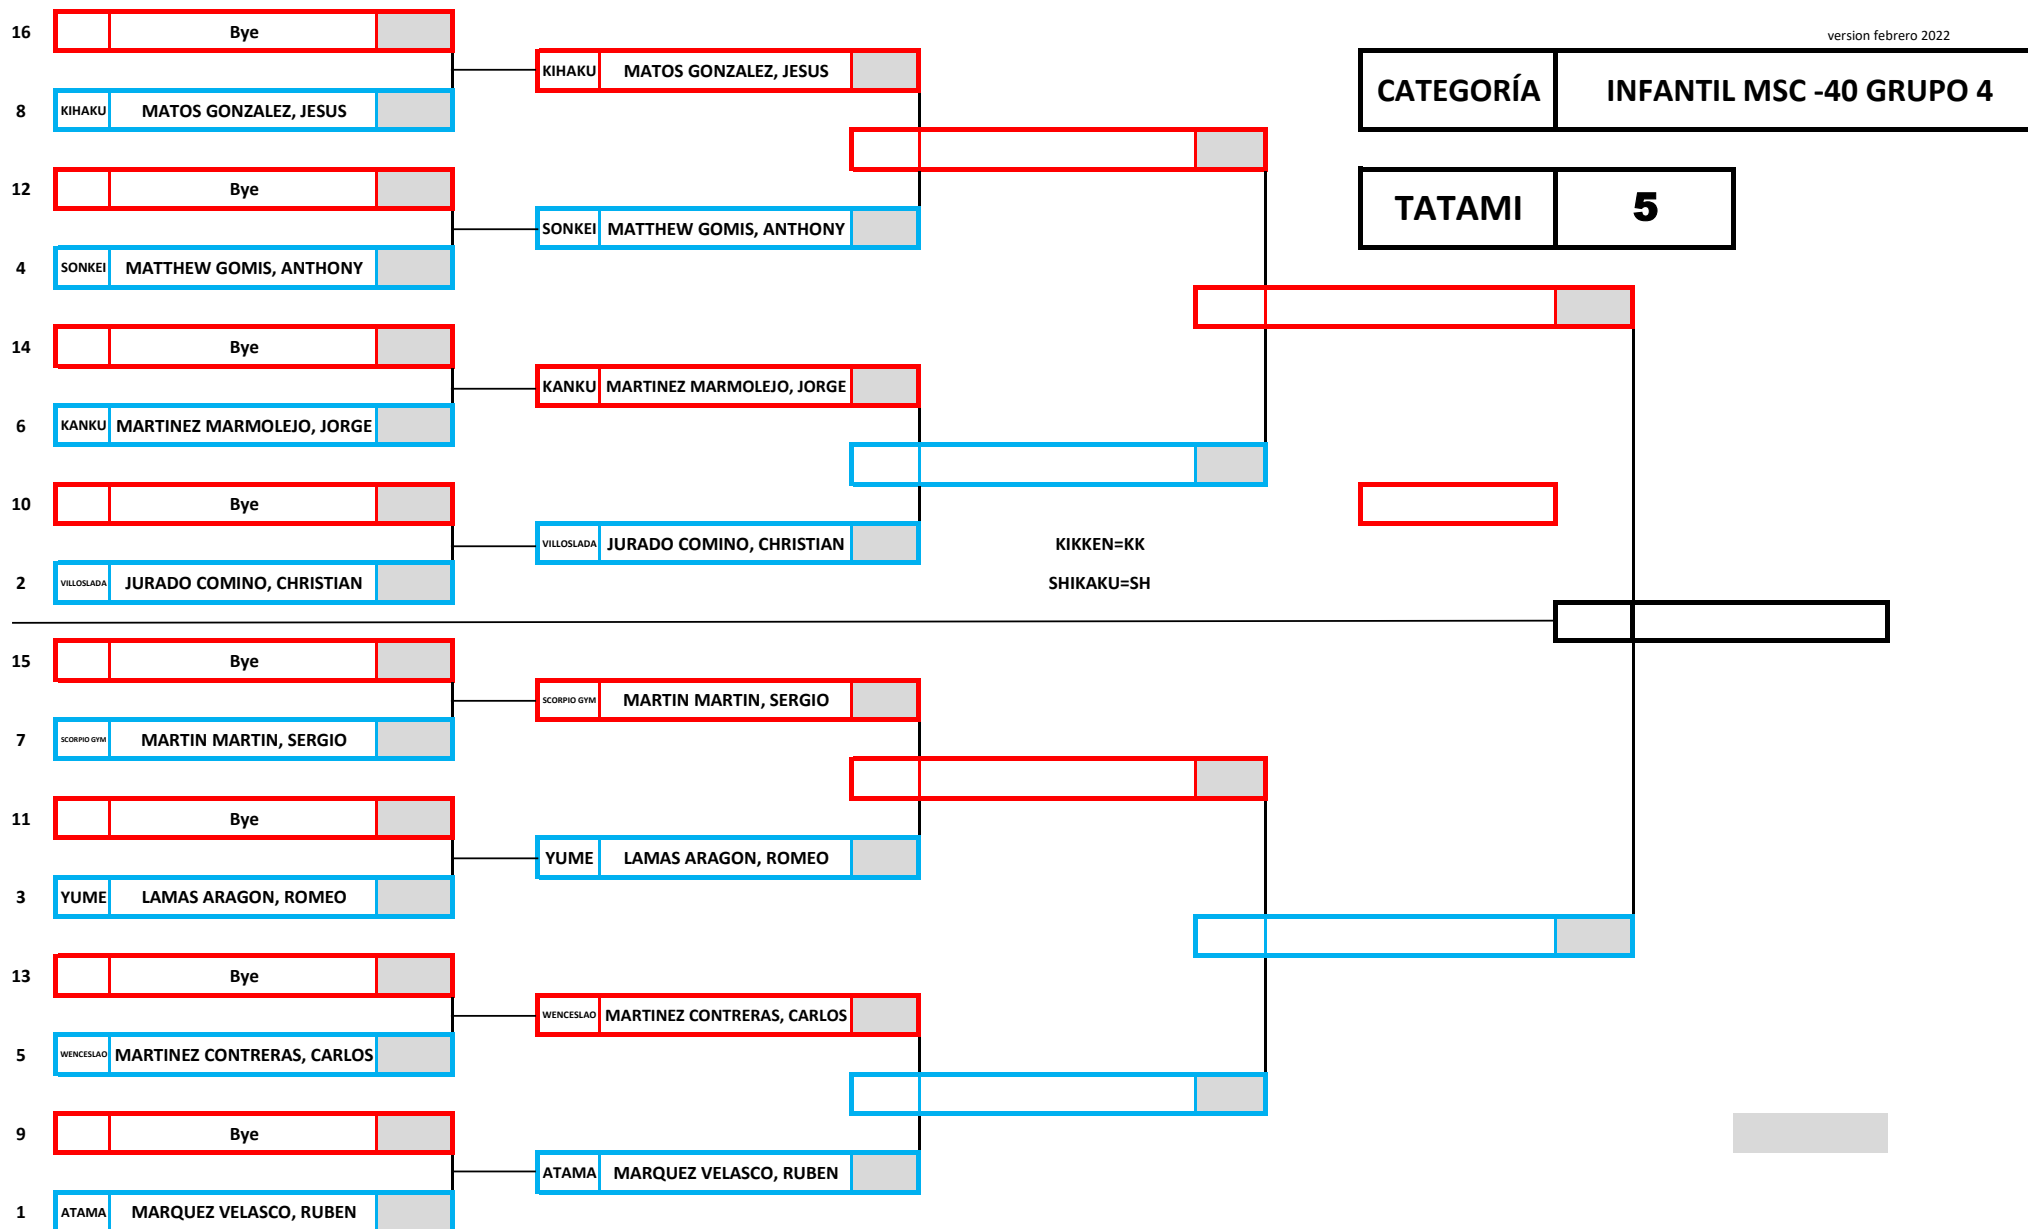 version febrero 2022
CATEGORÍA INFANTIL MSC -40 GRUPO 4
TATAMI 5
16 Bye
KIHAKU MATOS GONZALEZ, JESUS
8 KIHAKU MATOS GONZALEZ, JESUS
12 Bye
SONKEI MATTHEW GOMIS, ANTHONY
4 SONKEI MATTHEW GOMIS, ANTHONY
14 Bye
KANKU MARTINEZ MARMOLEJO, JORGE
6 KANKU MARTINEZ MARMOLEJO, JORGE
10 Bye
VILLOSLADA JURADO COMINO, CHRISTIAN
KIKKEN=KK
2 VILLOSLADA JURADO COMINO, CHRISTIAN
SHIKAKU=SH
15 Bye
SCORPIO GYM MARTIN MARTIN, SERGIO
7 SCORPIO GYM MARTIN MARTIN, SERGIO
11 Bye
YUME LAMAS ARAGON, ROMEO
3 YUME LAMAS ARAGON, ROMEO
13 Bye
WENCESLAO MARTINEZ CONTRERAS, CARLOS
5 WENCESLAO MARTINEZ CONTRERAS, CARLOS
9 Bye
ATAMA MARQUEZ VELASCO, RUBEN
1 ATAMA MARQUEZ VELASCO, RUBEN